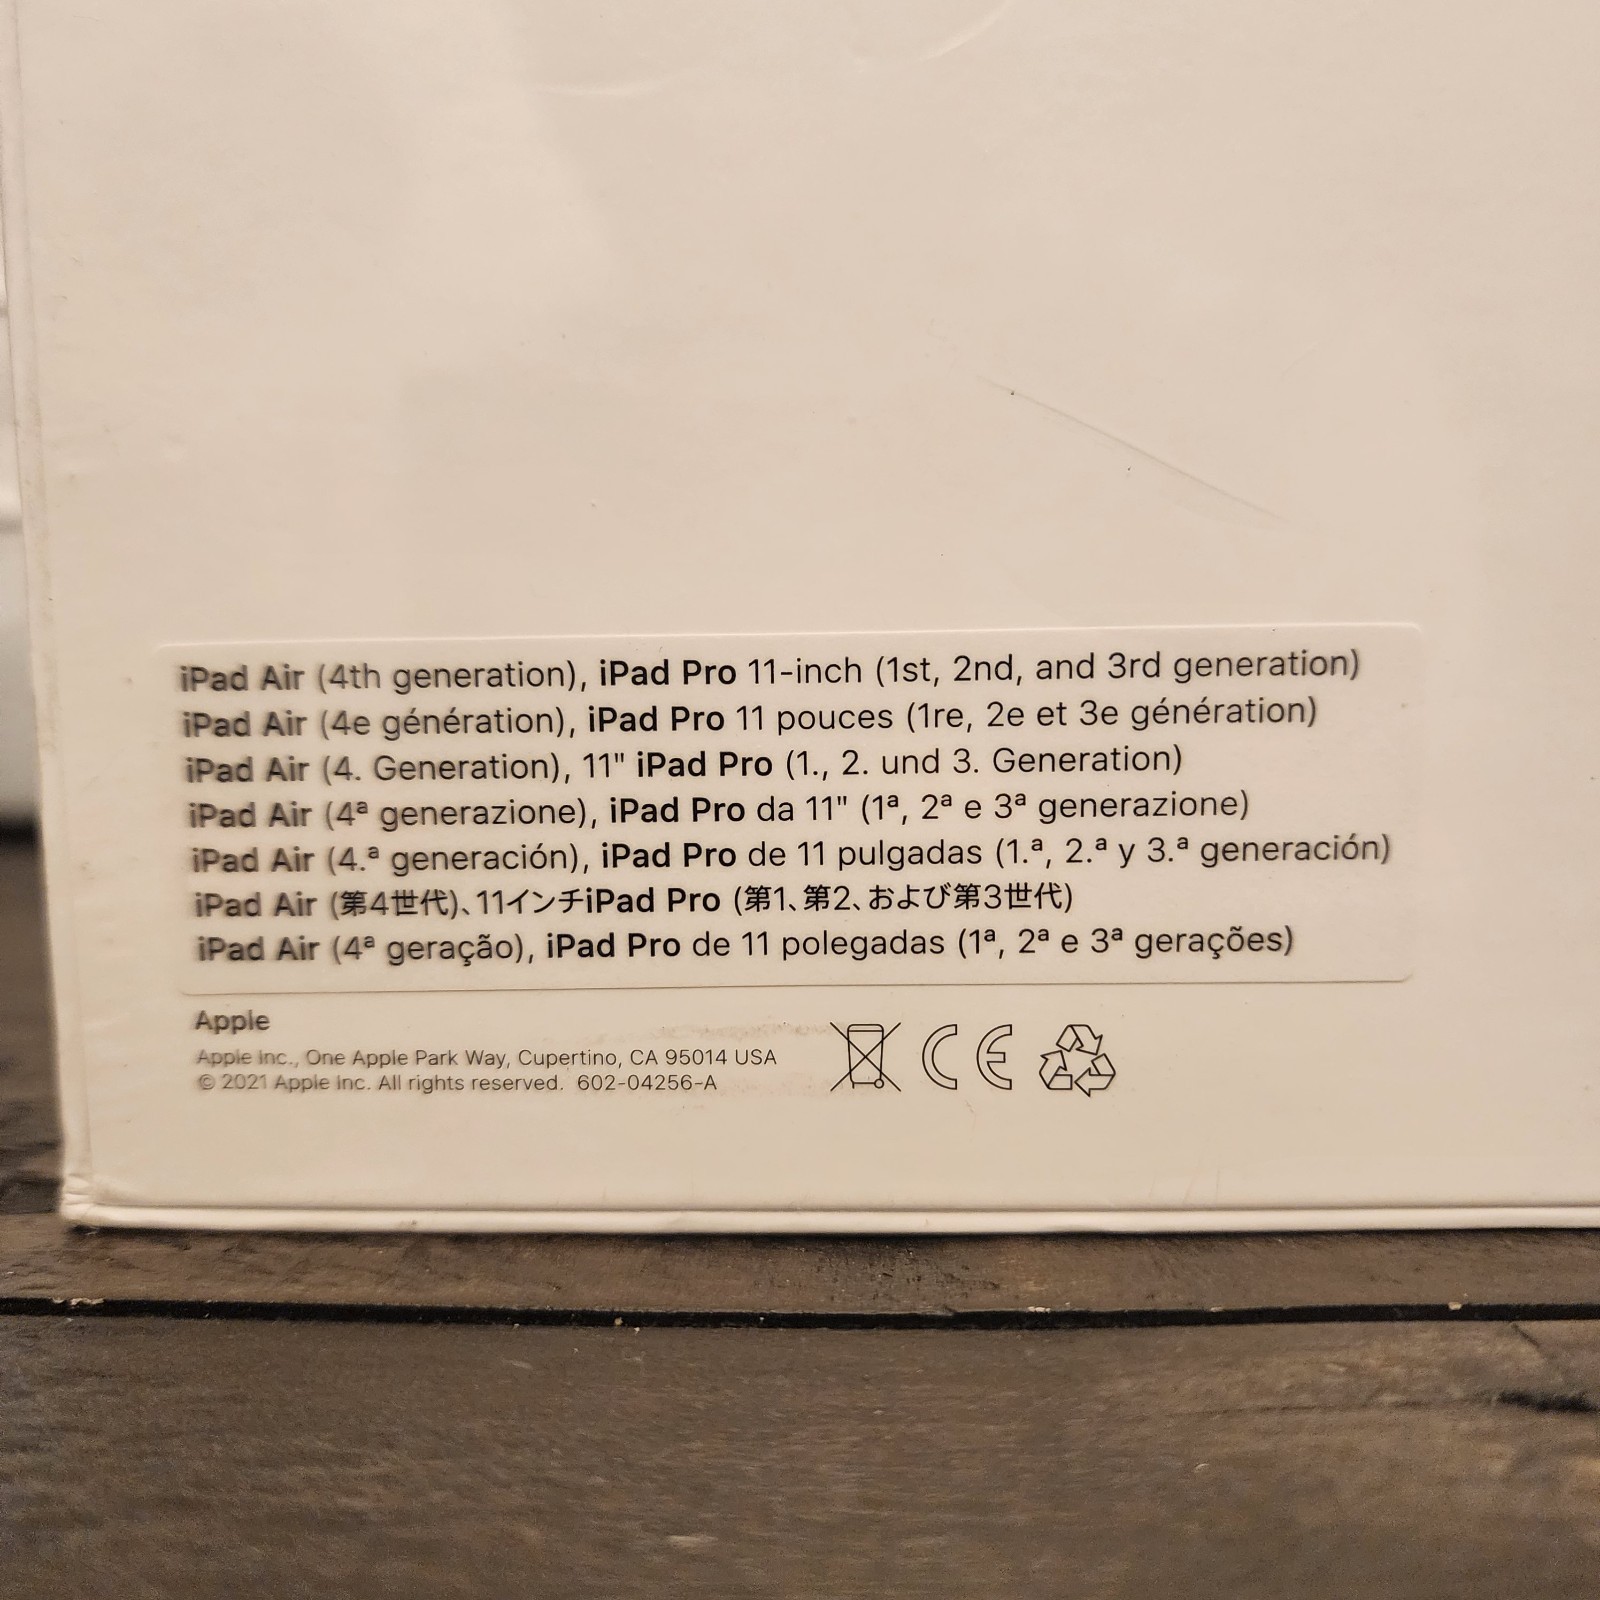 iPad Air (4th generation), iPad Pro 11-inch (1st, 2nd, and 3rd generation)
iPad Air (4e génération), iPad Pro 11 pouces (1re, 2e et 3e génération)
iPad Air (4. Generation), 11" iPad Pro (1., 2. und 3. Generation)
iPad Air (4ª generazione), iPad Pro da 11" (1ª, 2ª e 3ª generazione)
iPad Air (4.ª generación), iPad Pro de 11 pulgadas (1.ª, 2.ª y 3.ª generación)
iPad Air (第4世代)、11インチiPad Pro (第1、第2、および第3世代)
iPad Air (4ª geração), iPad Pro de 11 polegadas (1ª, 2ª e 3ª gerações)
Apple
Apple Inc., One Apple Park Way, Cupertino, CA 95014 USA
© 2021 Apple Inc. All rights reserved. 602-04256-A
CE